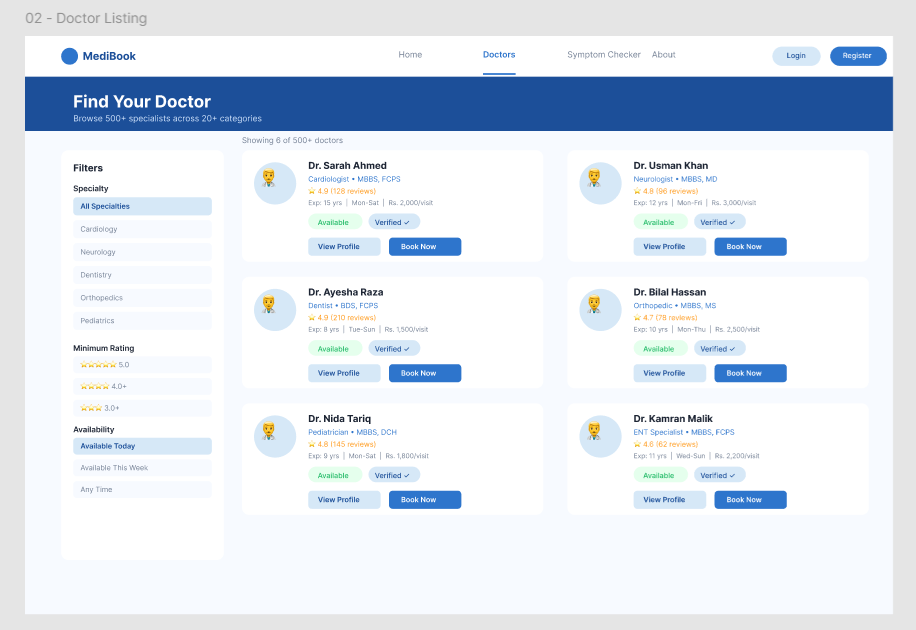 02 - Doctor Listing
MediBook
Home
Doctors
Symptom Checker
About
Login
Register
Find Your Doctor
Browse 500+ specialists across 20+ categories
Showing 6 of 500+ doctors
Filters
Specialty
All Specialties
Cardiology
Neurology
Dentistry
Orthopedics
Pediatrics
Minimum Rating
⭐⭐⭐⭐⭐ 5.0
⭐⭐⭐⭐ 4.0+
⭐⭐⭐ 3.0+
Availability
Available Today
Available This Week
Any Time
Dr. Sarah Ahmed
Cardiologist • MBBS, FCPS
⭐ 4.9 (128 reviews)
Exp: 15 yrs | Mon-Sat | Rs. 2,000/visit
Available
Verified ✓
View Profile
Book Now
Dr. Usman Khan
Neurologist • MBBS, MD
⭐ 4.8 (96 reviews)
Exp: 12 yrs | Mon-Fri | Rs. 3,000/visit
Available
Verified ✓
View Profile
Book Now
Dr. Ayesha Raza
Dentist • BDS, FCPS
⭐ 4.9 (210 reviews)
Exp: 8 yrs | Tue-Sun | Rs. 1,500/visit
Available
Verified ✓
View Profile
Book Now
Dr. Bilal Hassan
Orthopedic • MBBS, MS
⭐ 4.7 (78 reviews)
Exp: 10 yrs | Mon-Thu | Rs. 2,500/visit
Available
Verified ✓
View Profile
Book Now
Dr. Nida Tariq
Pediatrician • MBBS, DCH
⭐ 4.8 (145 reviews)
Exp: 9 yrs | Mon-Sat | Rs. 1,800/visit
Available
Verified ✓
View Profile
Book Now
Dr. Kamran Malik
ENT Specialist • MBBS, FCPS
⭐ 4.6 (62 reviews)
Exp: 11 yrs | Wed-Sun | Rs. 2,200/visit
Available
Verified ✓
View Profile
Book Now